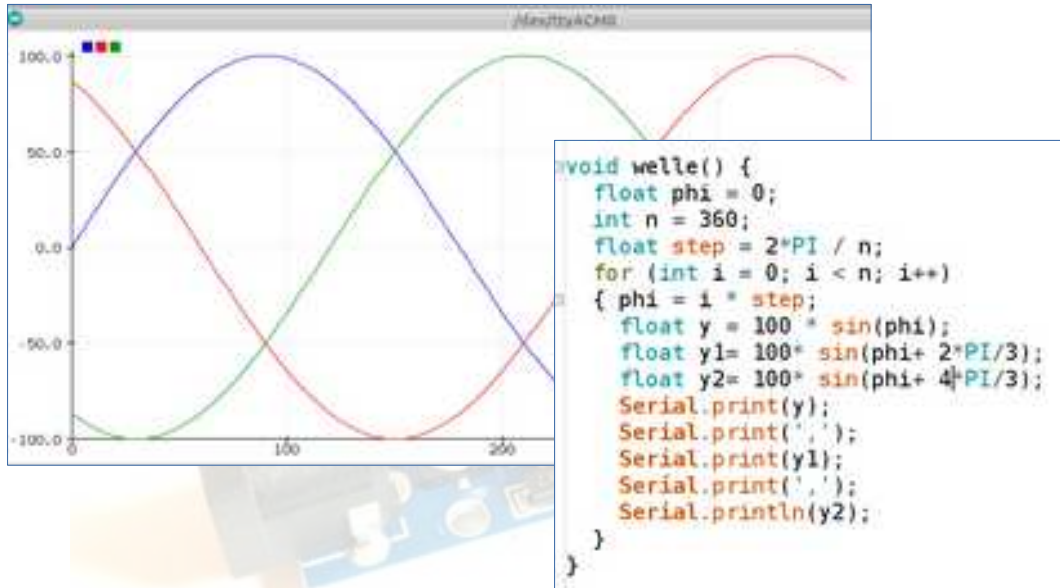 /dev/ttyACM0
100.0
50.0
0.0
-50.0
-100.0
0 100 200
void welle() {
float phi = 0;
int n = 360;
float step = 2*PI / n;
for (int i = 0; i < n; i++)
{ phi = i * step;
float y = 100 * sin(phi);
float y1= 100* sin(phi+ 2*PI/3);
float y2= 100* sin(phi+ 4*PI/3);
Serial.print(y);
Serial.print(',');
Serial.print(y1);
Serial.print(',');
Serial.println(y2);
}
}